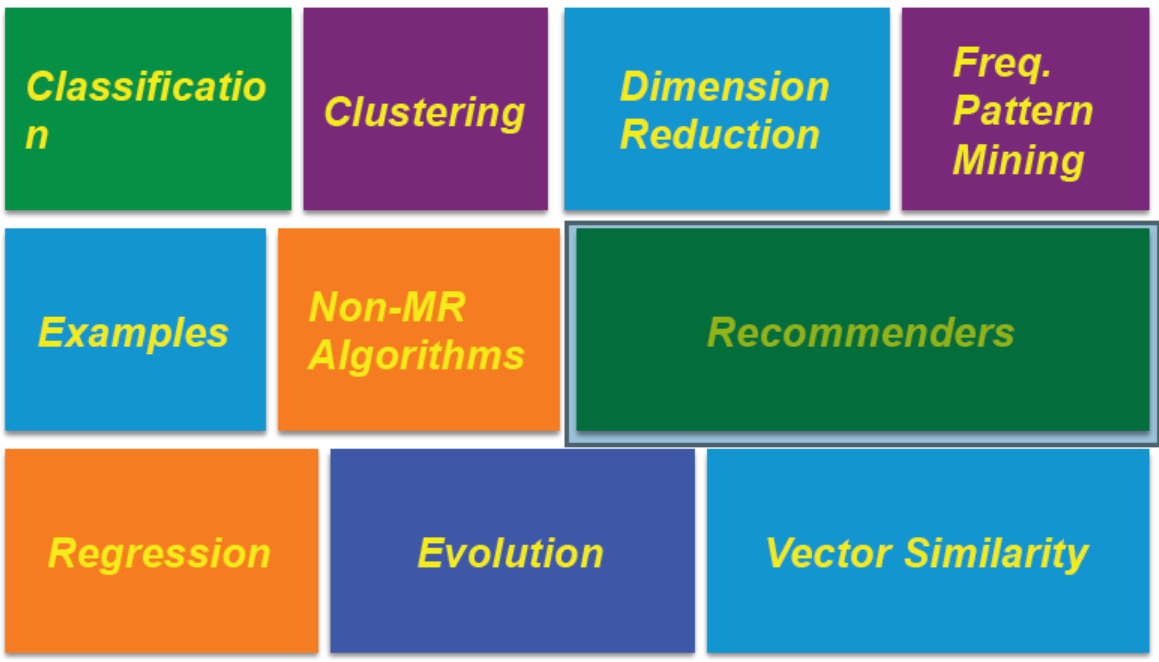 Classificatio
n
Clustering
Dimension
Reduction
Freq.
Pattern
Mining
Examples
Non-MR
Algorithms
Recommenders
Regression
Evolution
Vector Similarity